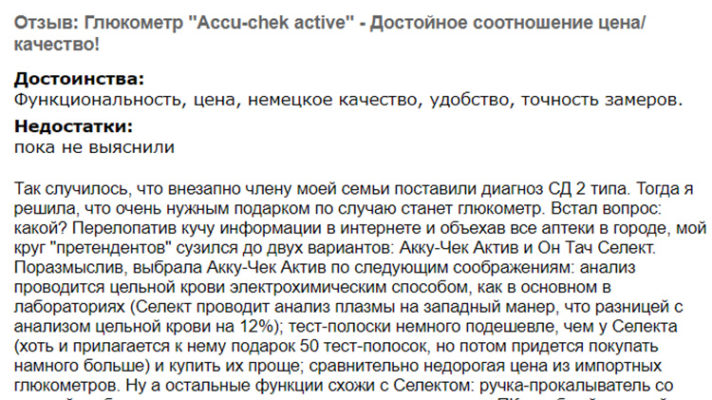 Отзыв: Глюкометр "Accu-chek active" - Достойное соотношение цена/
качество!
Достоинства:
Функциональность, цена, немецкое качество, удобство, точность замеров.
Недостатки:
пока не выяснили
Так случилось, что внезапно члену моей семьи поставили диагноз СД 2 типа. Тогда я
решила, что очень нужным подарком по случаю станет глюкометр. Встал вопрос:
какой? Перелопатив кучу информации в интернете и объехав все аптеки в городе, мой
круг "претендентов" сузился до двух вариантов: Акку-Чек Актив и Он Тач Селект.
Поразмыслив, выбрала Акку-Чек Актив по следующим соображениям: анализ
проводится цельной крови электрохимическим способом, как в основном в
лабораториях (Селект проводит анализ плазмы на западный манер, что разницей с
анализом цельной крови на 12%); тест-полоски немного подешевле, чем у Селекта
(хоть и прилагается к нему подарок 50 тест-полосок, но потом придется покупать
намного больше) и купить их проще; сравнительно недорогая цена из импортных
глюкометров. Ну а остальные функции схожи с Селектом: ручка-прокалыватель со